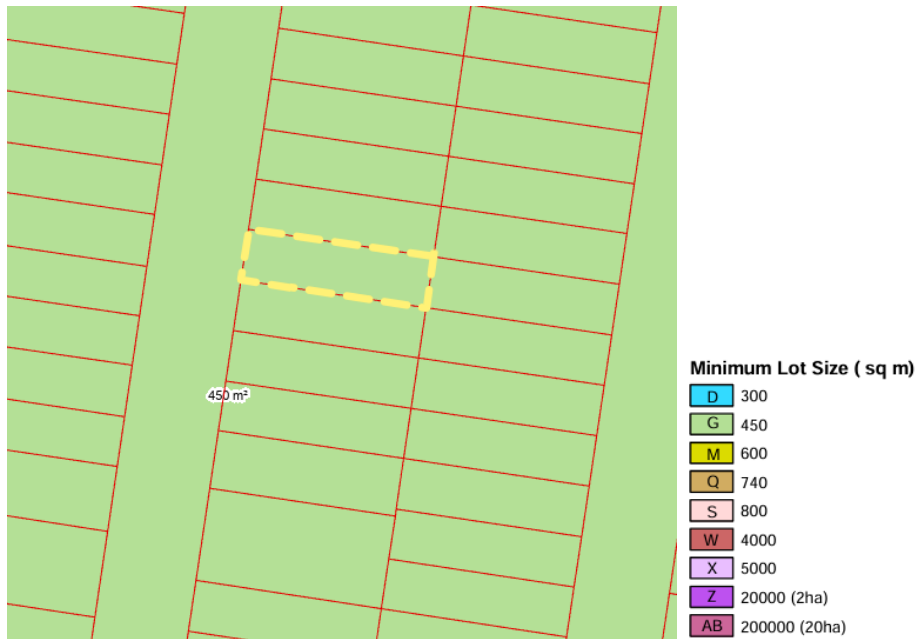 450 m²
Minimum Lot Size ( sq m)
D 300
G 450
M 600
Q 740
S 800
W 4000
X 5000
Z 20000 (2ha)
AB 200000 (20ha)